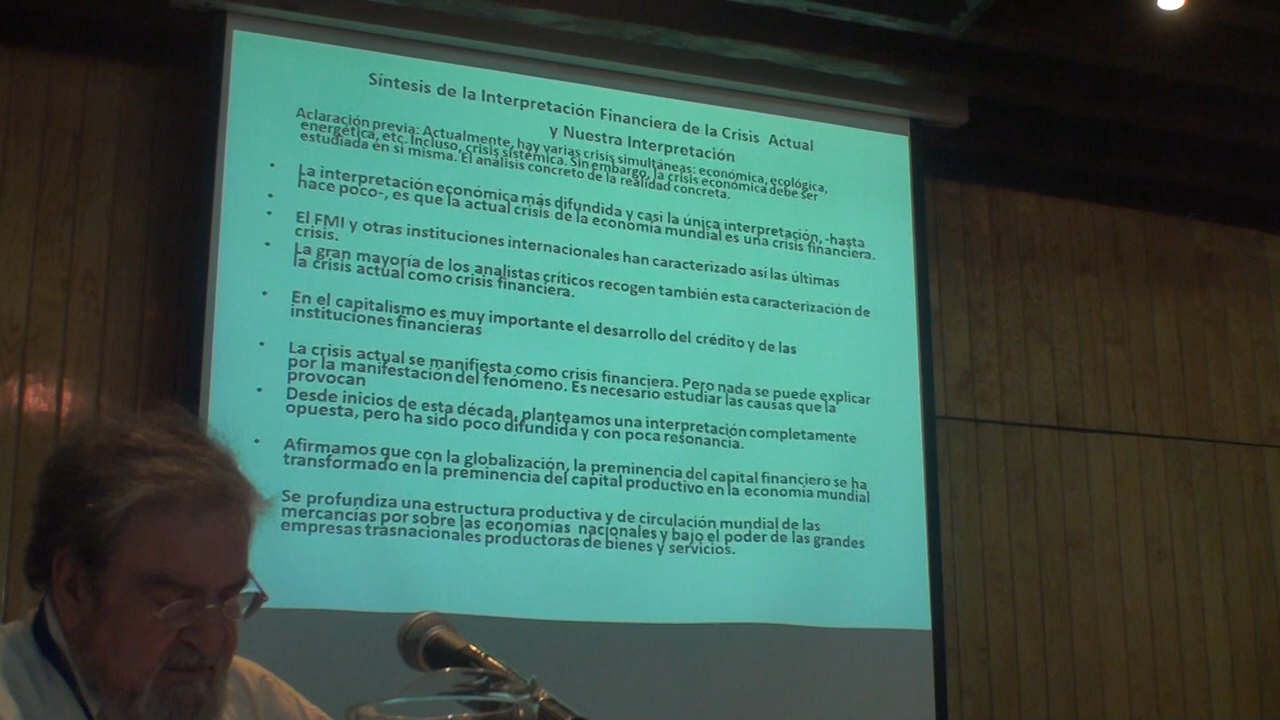 Síntesis de la Interpretación Financiera de la Crisis Actual
y Nuestra Interpretación
Aclaración previa: Actualmente, hay varias crisis simultáneas: económica, ecológica,
energética, etc. Incluso, crisis sistémica. Sin embargo, la crisis económica debe ser
estudiada en sí misma. El análisis concreto de la realidad concreta.
• La interpretación económica más difundida y casi la única interpretación, -hasta
hace poco-, es que la actual crisis de la economía mundial es una crisis financiera.
• El FMI y otras instituciones internacionales han caracterizado así las últimas
crisis.
• La gran mayoría de los analistas críticos recogen también esta caracterización de
la crisis actual como crisis financiera.
• En el capitalismo es muy importante el desarrollo del crédito y de las
instituciones financieras
• La crisis actual se manifiesta como crisis financiera. Pero nada se puede explicar
por la manifestación del fenómeno. Es necesario estudiar las causas que la
provocan
• Desde inicios de esta década, planteamos una interpretación completamente
opuesta, pero ha sido poco difundida y con poca resonancia.
• Afirmamos que con la globalización, la preminencia del capital financiero se ha
transformado en la preminencia del capital productivo en la economía mundial
Se profundiza una estructura productiva y de circulación mundial de las
mercancías por sobre las economías nacionales y bajo el poder de las grandes
empresas trasnacionales productoras de bienes y servicios.